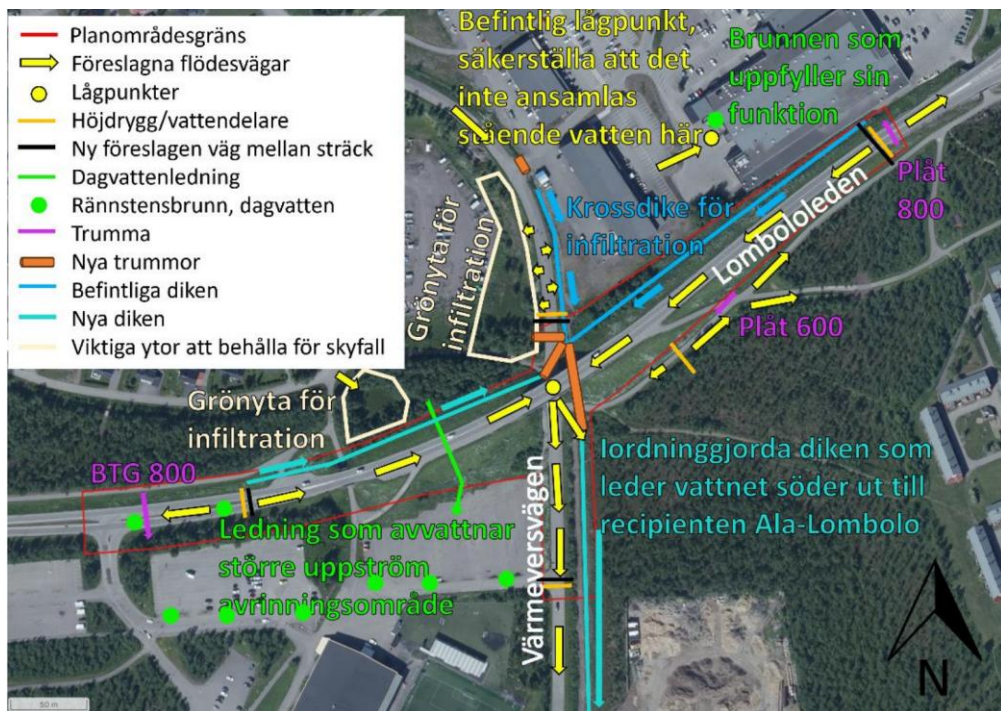 Planområdesgräns
Föreslagna flödesvägar
Lågpunkter
Höjdrygg/vattendelare
Ny föreslagen väg mellan sträck
Dagvattenledning
Rännstensbrunn, dagvatten
Trumma
Nya trummor
Befintliga diken
Nya diken
Viktiga ytor att behålla för skyfall
Befintlig lågpunkt,
säkerställa att det
inte ansamlas
stående vatten här
Brunnen som
uppfyller sin
funktion
Plåt
800
Lombololeden
Krossdike för
infiltration
Grönyta för
infiltration
Plåt 600
Grönyta för
infiltration
BTG 800
Ledning som avvattnar
större uppström
avrinningsområde
Värmeversvägen
Iordninggjorda diken som
leder vattnet söder ut till
recipienten Ala-Lombolo
N
50 m